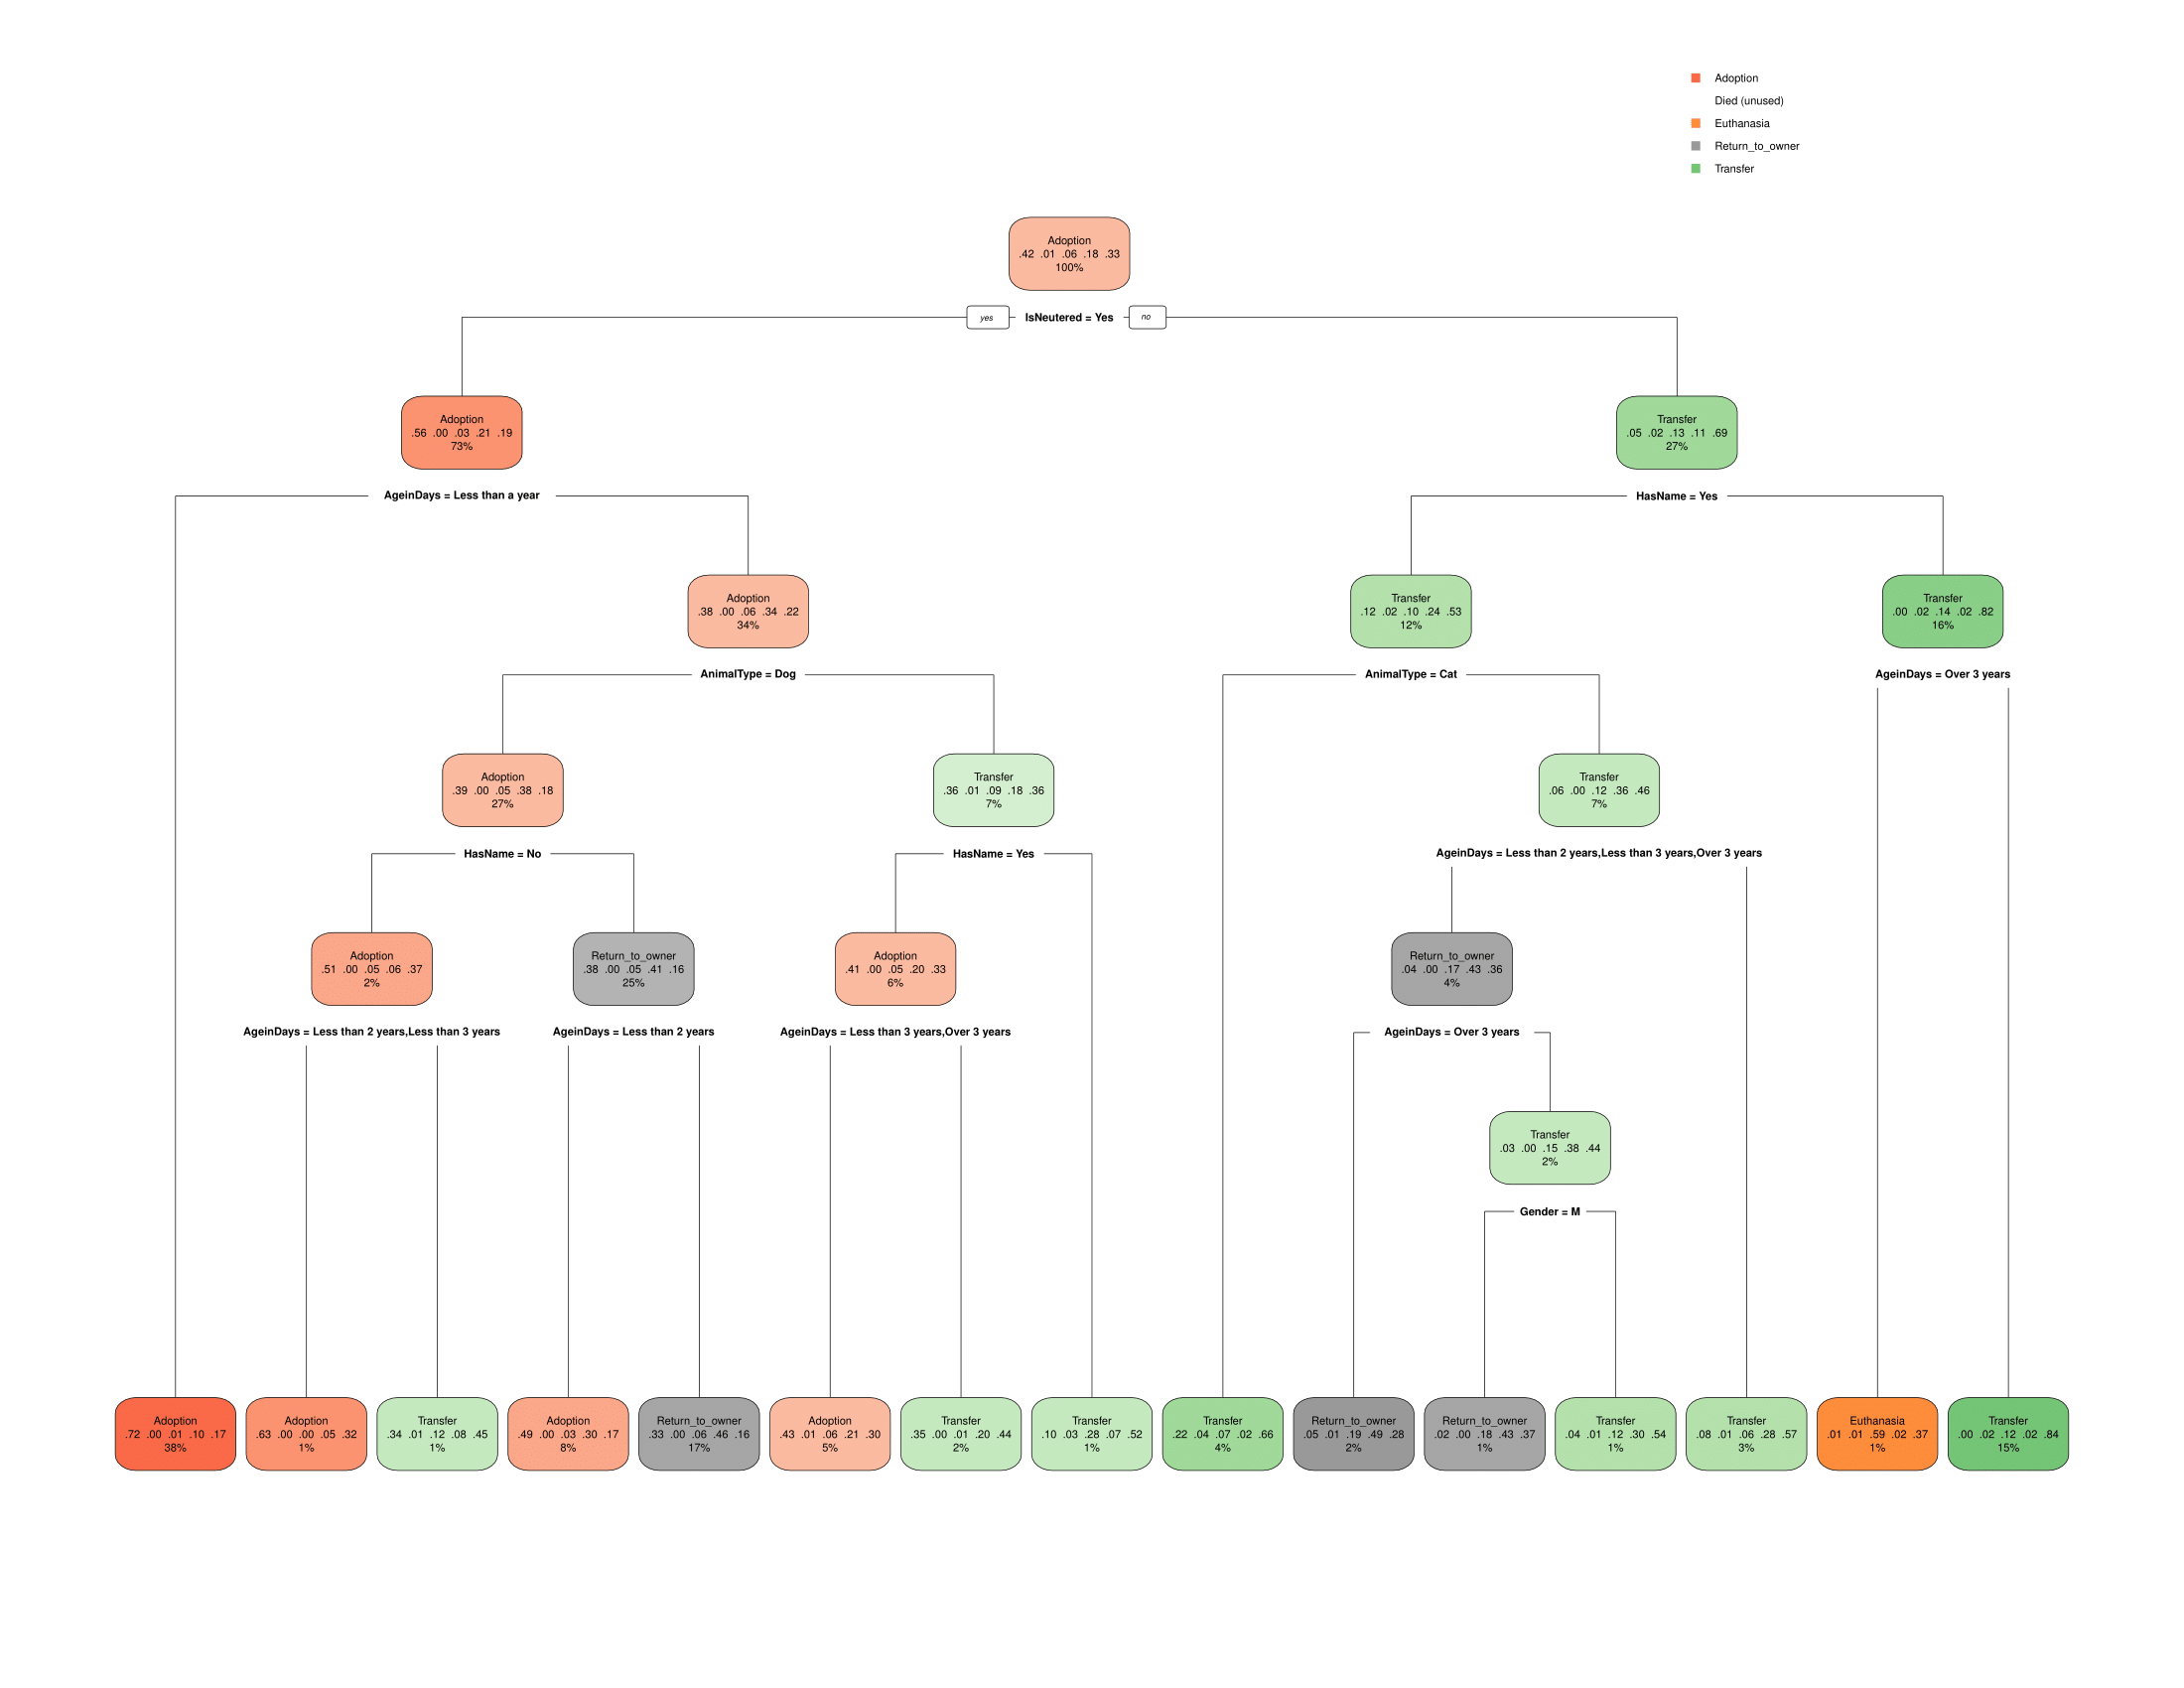 Adoption
Died (unused)
Euthanasia
Return_to_owner
Transfer
Adoption
.42 .01 .06 .18 .33
100%
yes
IsNeutered = Yes
no
Adoption
.56 .00 .03 .21 .19
73%
Transfer
.05 .02 .13 .11 .69
27%
AgeinDays = Less than a year
HasName = Yes
Adoption
.38 .00 .06 .34 .22
34%
Transfer
.12 .02 .10 .24 .53
12%
Transfer
.00 .02 .14 .02 .82
16%
AnimalType = Dog
AnimalType = Cat
AgeinDays = Over 3 years
Adoption
.39 .00 .05 .38 .18
27%
Transfer
.36 .01 .09 .18 .36
7%
Transfer
.06 .00 .12 .36 .46
7%
HasName = No
HasName = Yes
AgeinDays = Less than 2 years,Less than 3 years,Over 3 years
Adoption
.51 .00 .05 .06 .37
2%
Return_to_owner
.38 .00 .05 .41 .16
25%
Adoption
.41 .00 .05 .20 .33
6%
Return_to_owner
.04 .00 .17 .43 .36
4%
AgeinDays = Less than 2 years,Less than 3 years
AgeinDays = Less than 2 years
AgeinDays = Less than 3 years,Over 3 years
AgeinDays = Over 3 years
Transfer
.03 .00 .15 .38 .44
2%
Gender = M
Adoption
.72 .00 .01 .10 .17
38%
Adoption
.63 .00 .00 .05 .32
1%
Transfer
.34 .01 .12 .08 .45
1%
Adoption
.49 .00 .03 .30 .17
8%
Return_to_owner
.33 .00 .06 .46 .16
17%
Adoption
.43 .01 .06 .21 .30
5%
Transfer
.35 .00 .01 .20 .44
2%
Transfer
.10 .03 .28 .07 .52
1%
Transfer
.22 .04 .07 .02 .66
4%
Return_to_owner
.05 .01 .19 .49 .28
2%
Return_to_owner
.02 .00 .18 .43 .37
1%
Transfer
.04 .01 .12 .30 .54
1%
Transfer
.08 .01 .06 .28 .57
3%
Euthanasia
.01 .01 .59 .02 .37
1%
Transfer
.00 .02 .12 .02 .84
15%